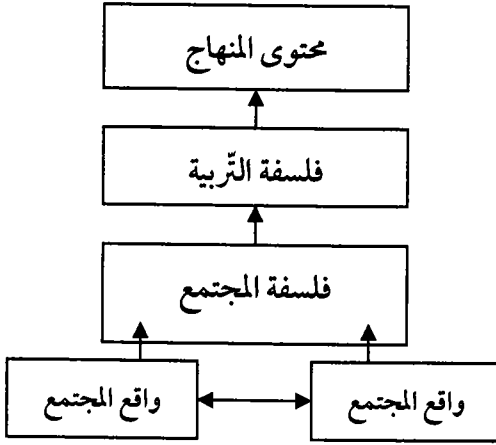 محتوى المنهاج
فلسفة التّربية
فلسفة المجتمع
واقع المجتمع
واقع المجتمع